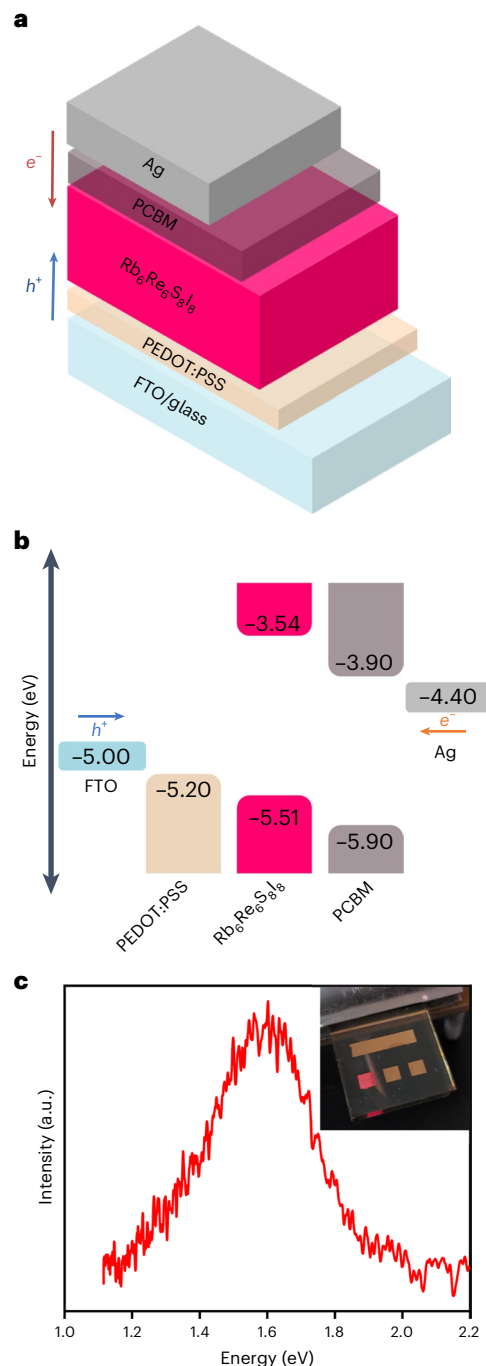 a
Ag
e⁻
PCBM
h⁺
Rb₆Re₆S₈I₈
PEDOT:PSS
FTO/glass
b
Energy (eV)
–3.54
–3.90
–4.40
e⁻
Ag
h⁺
–5.00
FTO
–5.20
–5.51
–5.90
PEDOT:PSS
Rb₆Re₆S₈I₈
PCBM
c
Intensity (a.u.)
1.0 1.2 1.4 1.6 1.8 2.0 2.2
Energy (eV)